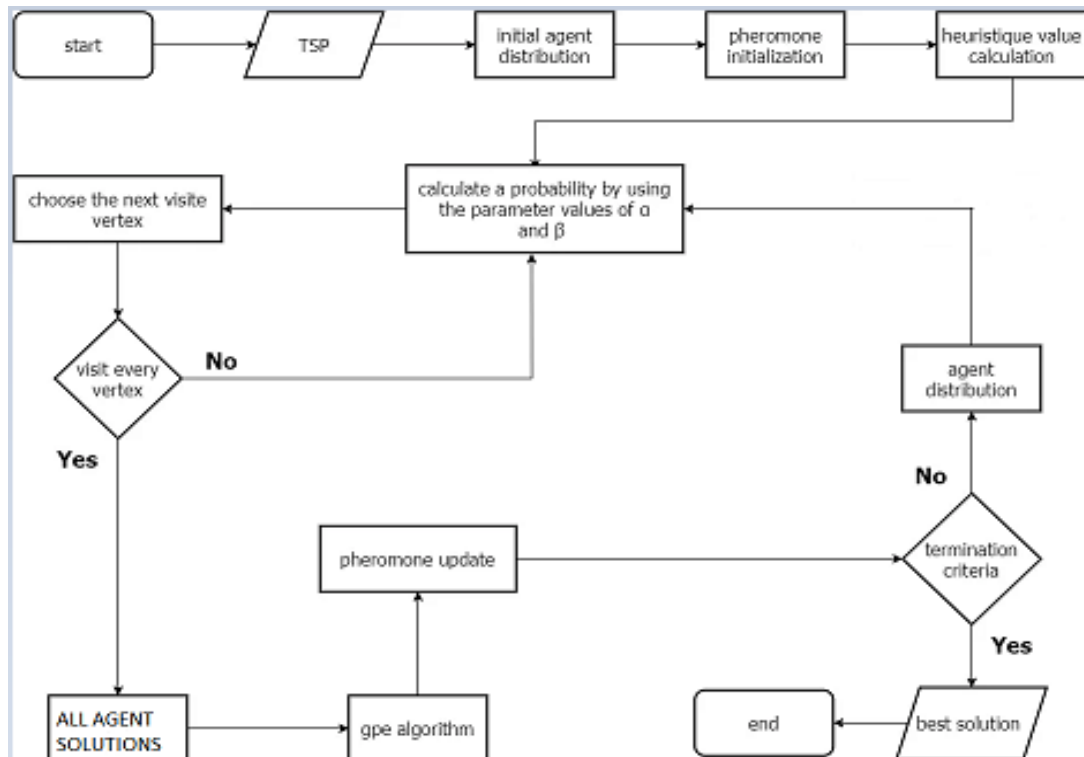 start
TSP
initial agent
distribution
pheromone
initialization
heuristique value
calculation
choose the next visite
vertex
calculate a probability by using
the parameter values of α
and β
visit every
vertex
No
agent
distribution
Yes
No
pheromone update
termination
criteria
Yes
ALL AGENT
SOLUTIONS
gpe algorithm
end
best solution